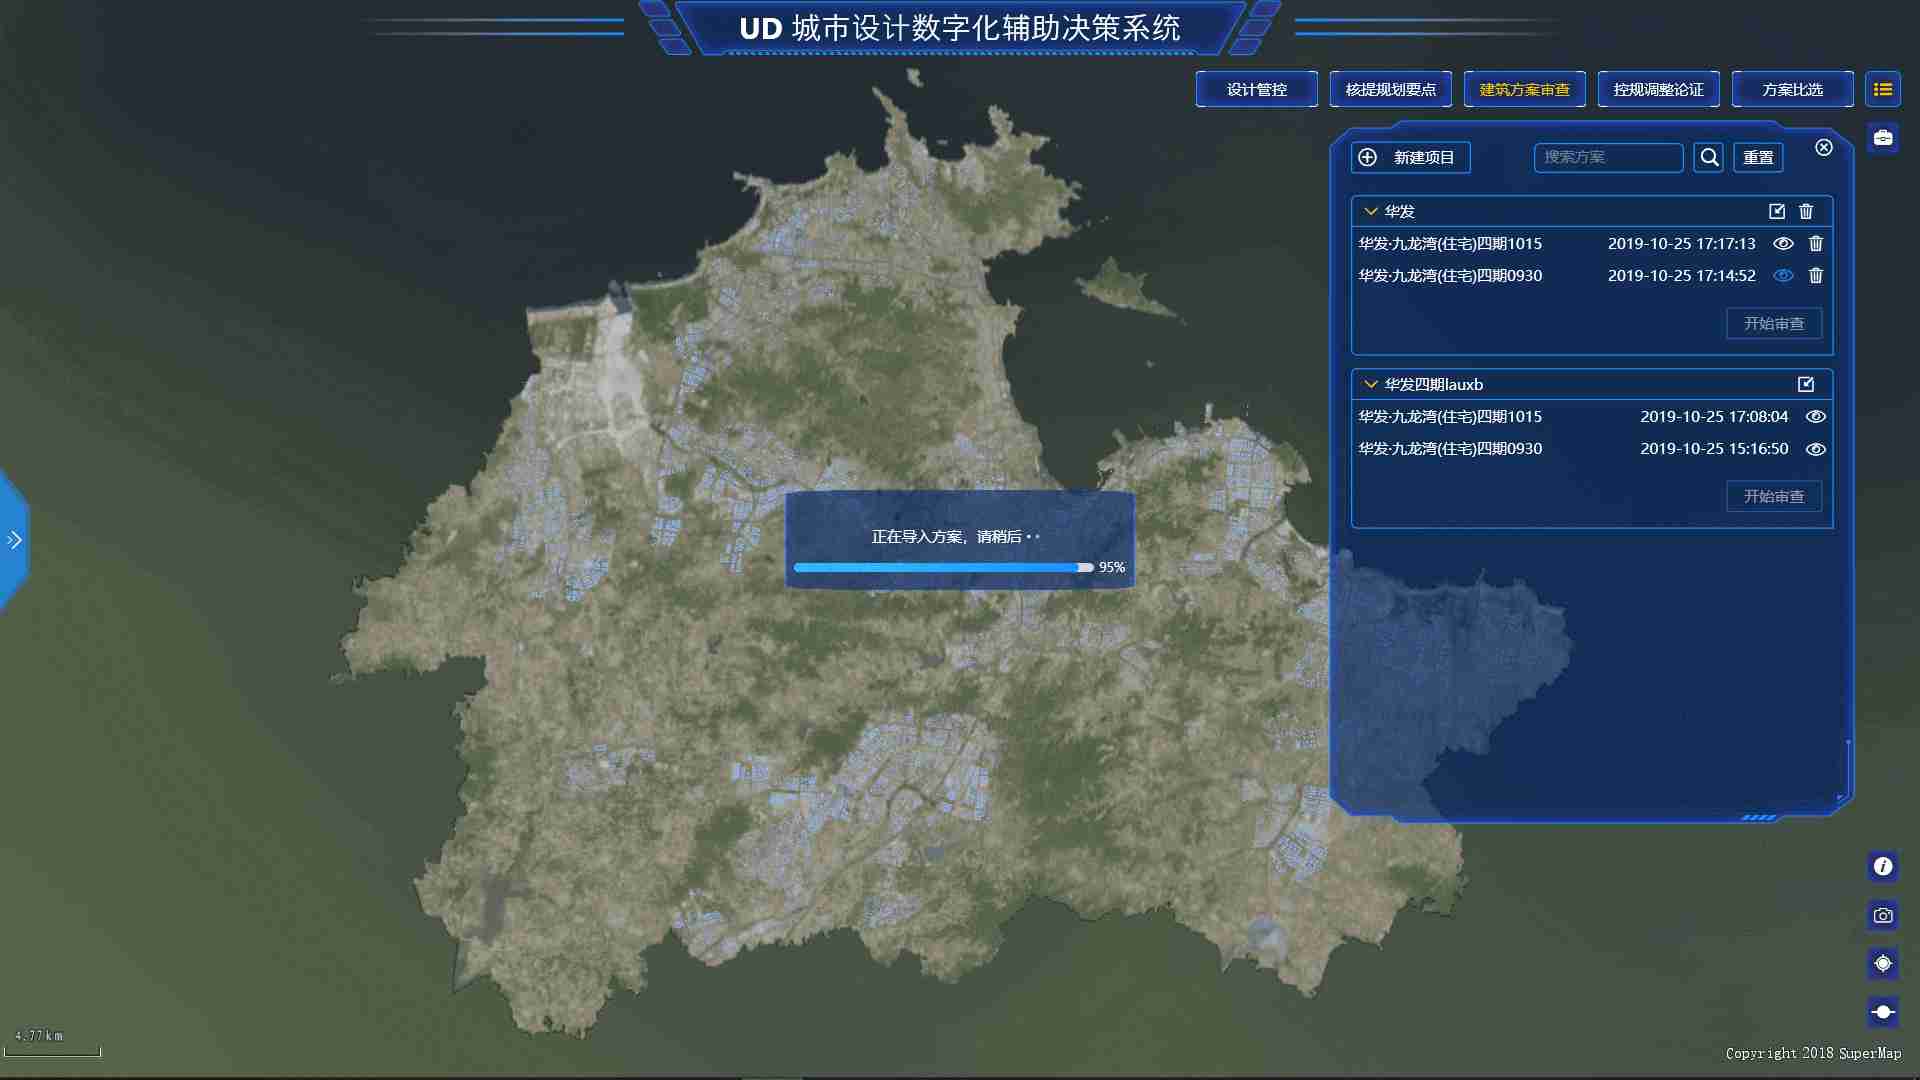 UD 城市设计数字化辅助决策系统
设计管控
核提规划要点
建筑方案审查
控规调整论证
方案比选
新建项目
搜索方案
重置
华发
华发·九龙湾(住宅)四期1015 2019-10-25 17:17:13
华发·九龙湾(住宅)四期0930 2019-10-25 17:14:52
开始审查
华发四期lauxb
华发·九龙湾(住宅)四期1015 2019-10-25 17:08:04
华发·九龙湾(住宅)四期0930 2019-10-25 15:16:50
开始审查
正在导入方案，请稍后··
95%
4.77km
Copyright 2018 SuperMap